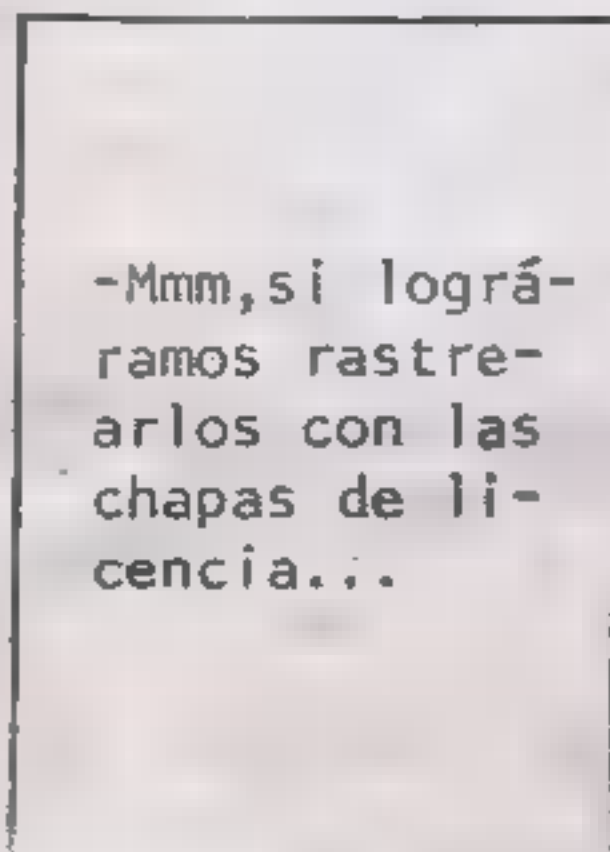 -Mmm,si lográ-
ramos rastre-
arlos con las
chapas de li-
cencia...